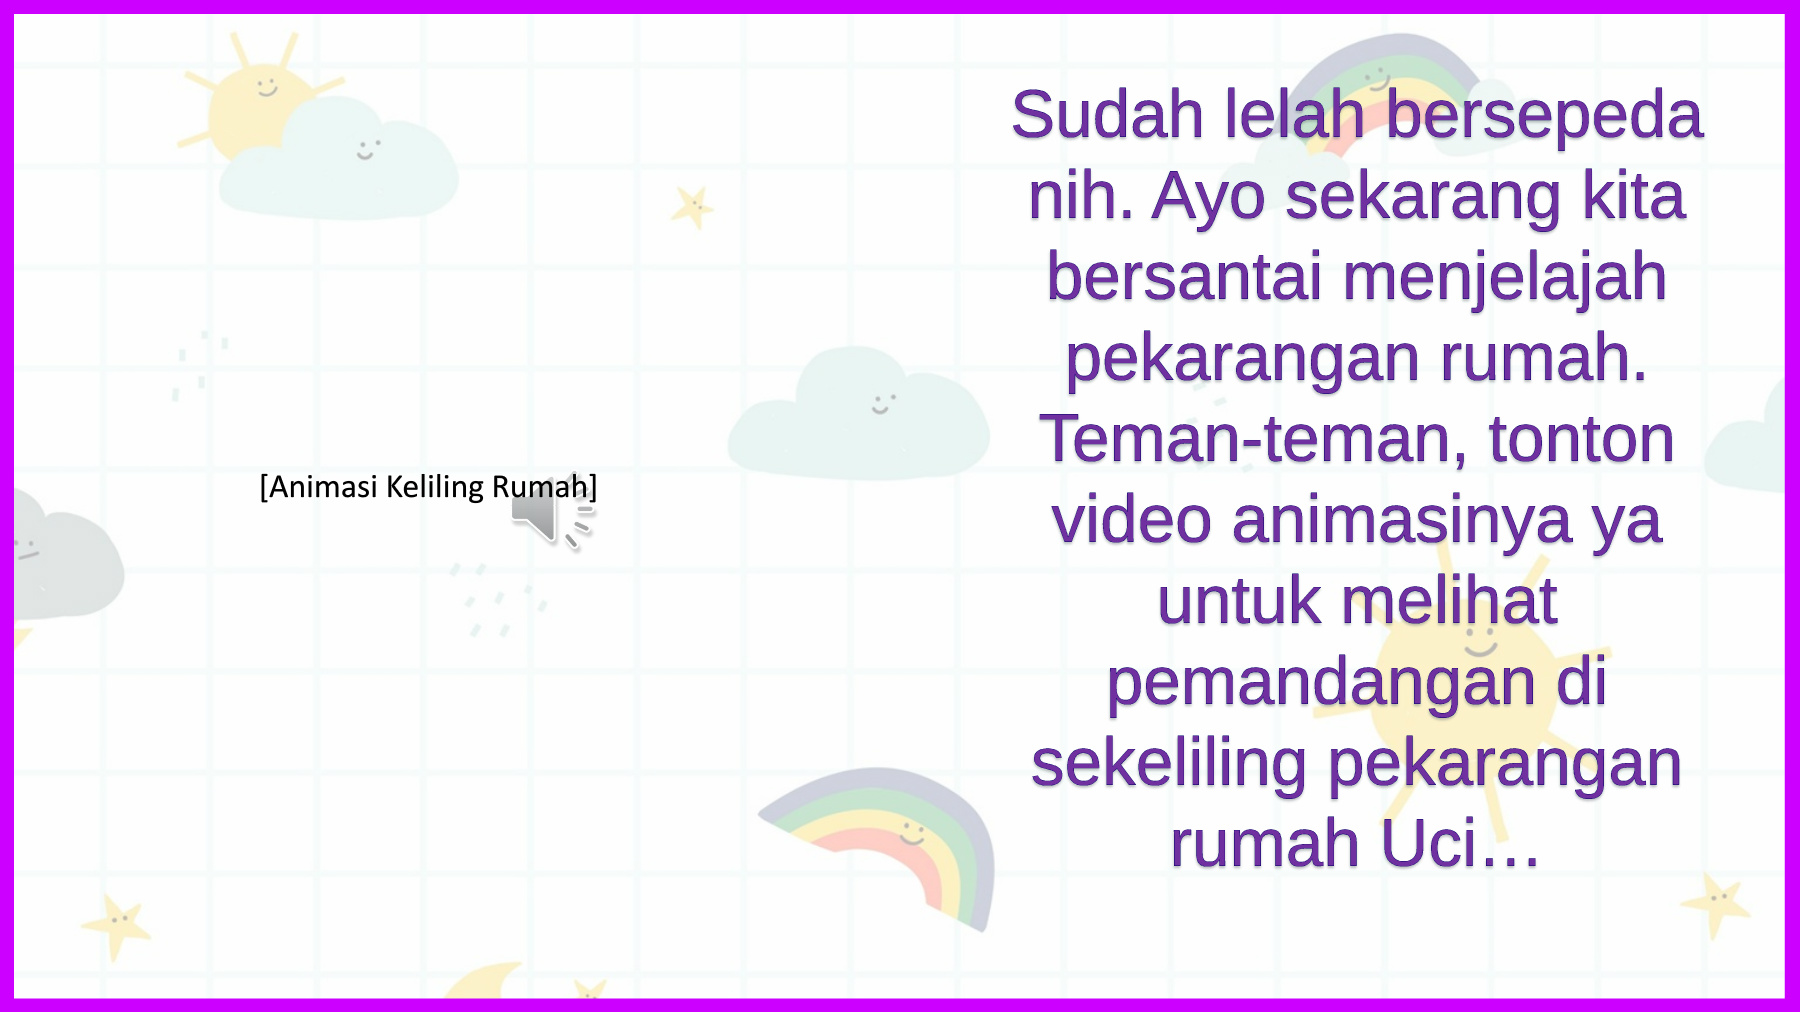 [Animasi Keliling Rumah]
Sudah lelah bersepeda
nih. Ayo sekarang kita
bersantai menjelajah
pekarangan rumah.
Teman-teman, tonton
video animasinya ya
untuk melihat
pemandangan di
sekeliling pekarangan
rumah Uci…